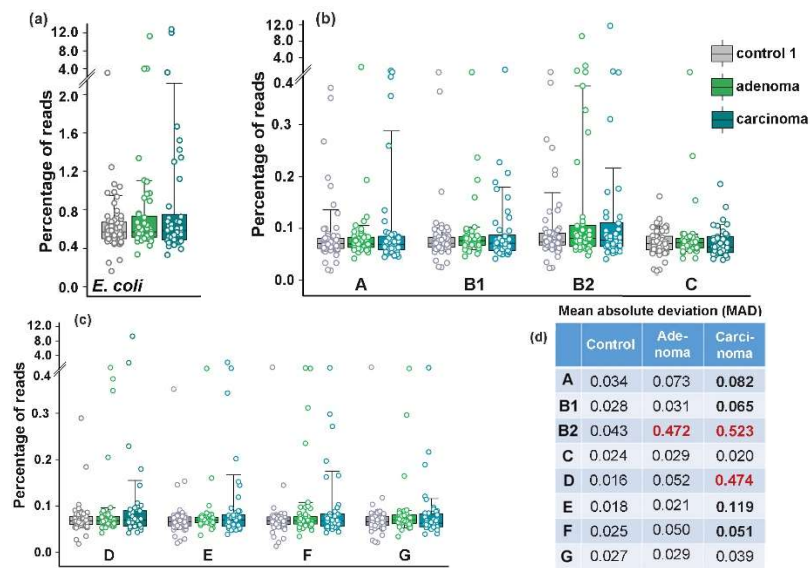 (a)
Percentage of reads
12.0
8.0
4.0
2.0
1.6
1.2
0.8
0.4
0.0
E. coli
(b)
Percentage of reads
12.0
8.0
4.0
0.4
0.3
0.2
0.1
0.0
A
B1
B2
C
control 1
adenoma
carcinoma
(c)
Percentage of reads
12.0
8.0
4.0
0.4
0.3
0.2
0.1
0.0
D
E
F
G
Mean absolute deviation (MAD)
(d)
Control Ade- Carci-
noma noma
A 0.034 0.073 0.082
B1 0.028 0.031 0.065
B2 0.043 0.472 0.523
C 0.024 0.029 0.020
D 0.016 0.052 0.474
E 0.018 0.021 0.119
F 0.025 0.050 0.051
G 0.027 0.029 0.039